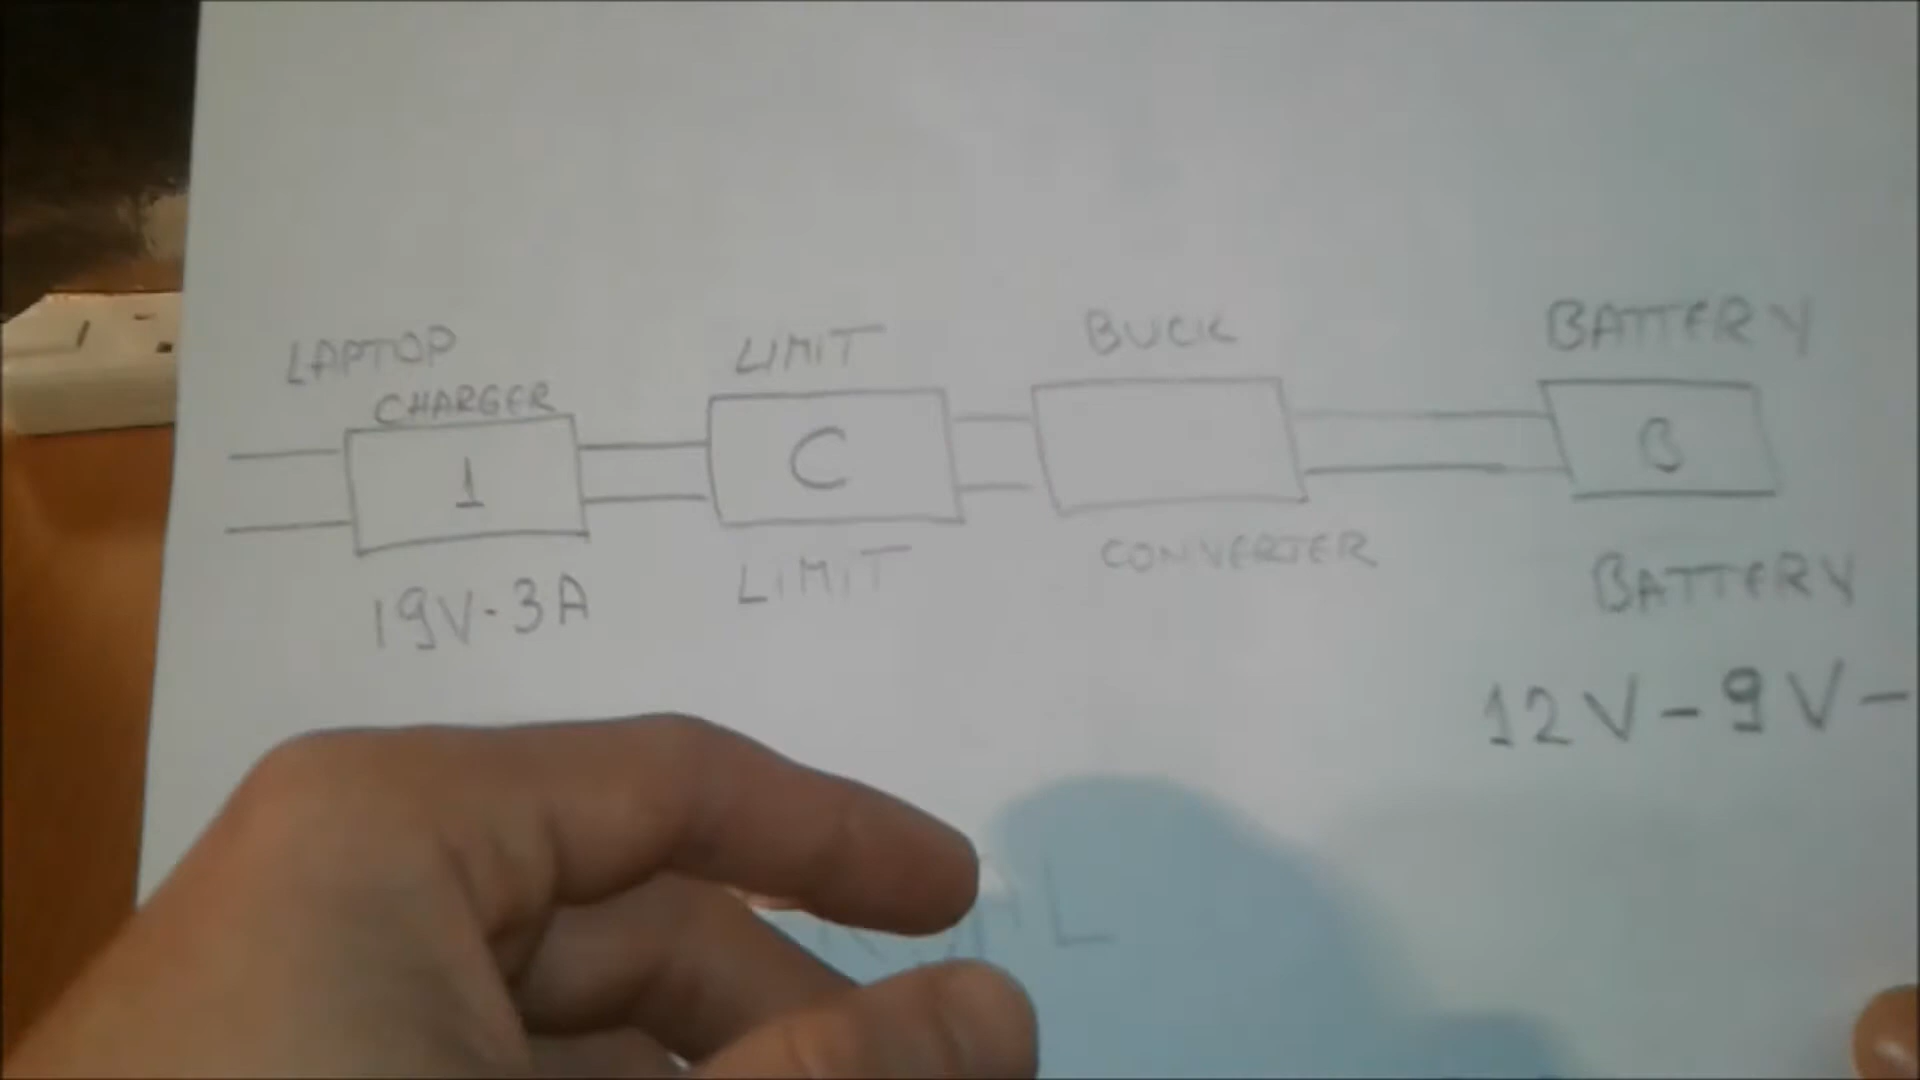 LAPTOP
CHARGER
1
19V-3A
LIMIT
C
LIMIT
BUCK
CONVERTER
BATTERY
B
BATTERY
12V-9V-